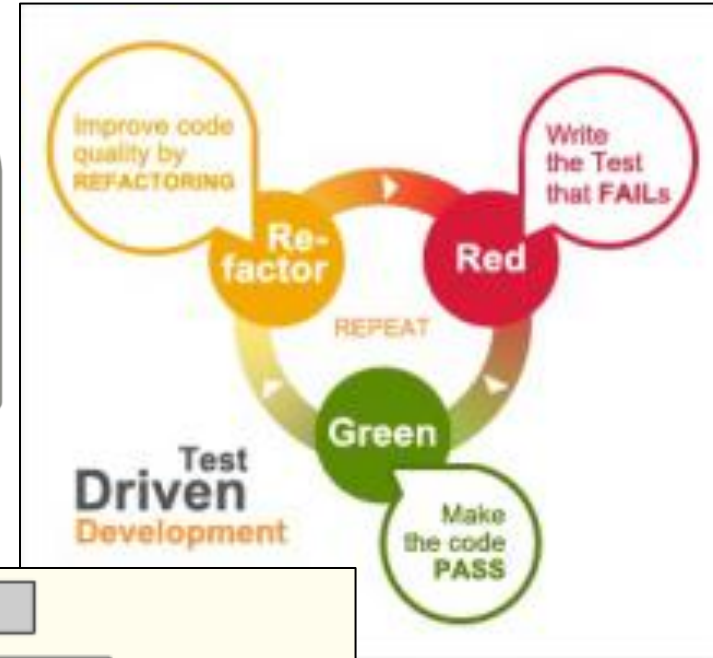 Improve code
quality by
REFACTORING
Write
the Test
that FAILs
Re-
factor
Red
REPEAT
Green
Test
Driven
Development
Make
the code
PASS